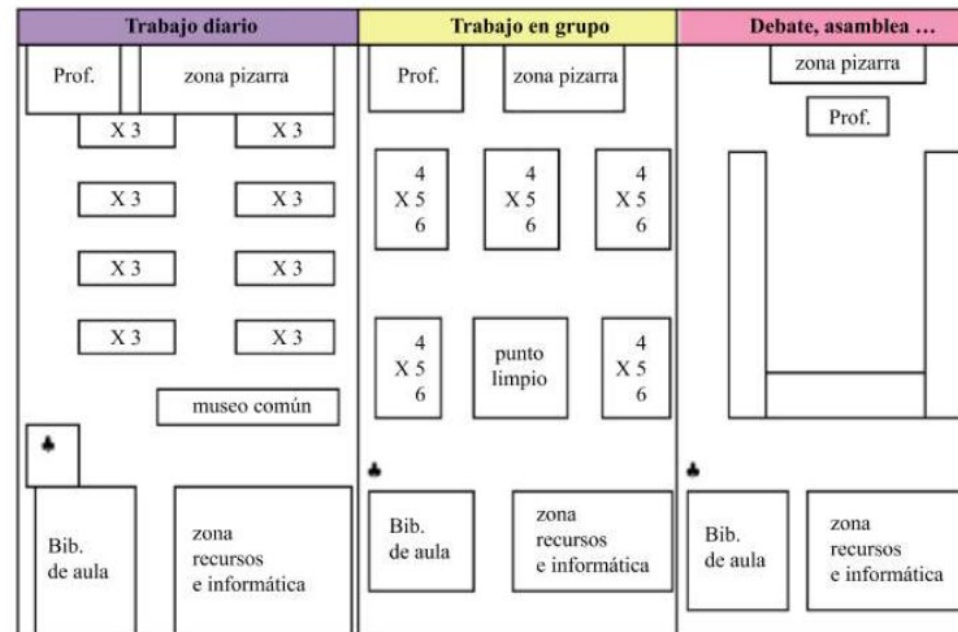 Trabajo diario
Prof.
zona pizarra
X 3
X 3
X 3
X 3
X 3
X 3
X 3
X 3
museo común
Bib.
de aula
zona
recursos
e informática
Trabajo en grupo
Prof.
zona pizarra
4
X 5
6
4
X 5
6
4
X 5
6
4
X 5
6
punto
limpio
4
X 5
6
Bib.
de aula
zona
recursos
e informática
Debate, asamblea …
zona pizarra
Prof.
Bib.
de aula
zona
recursos
e informática